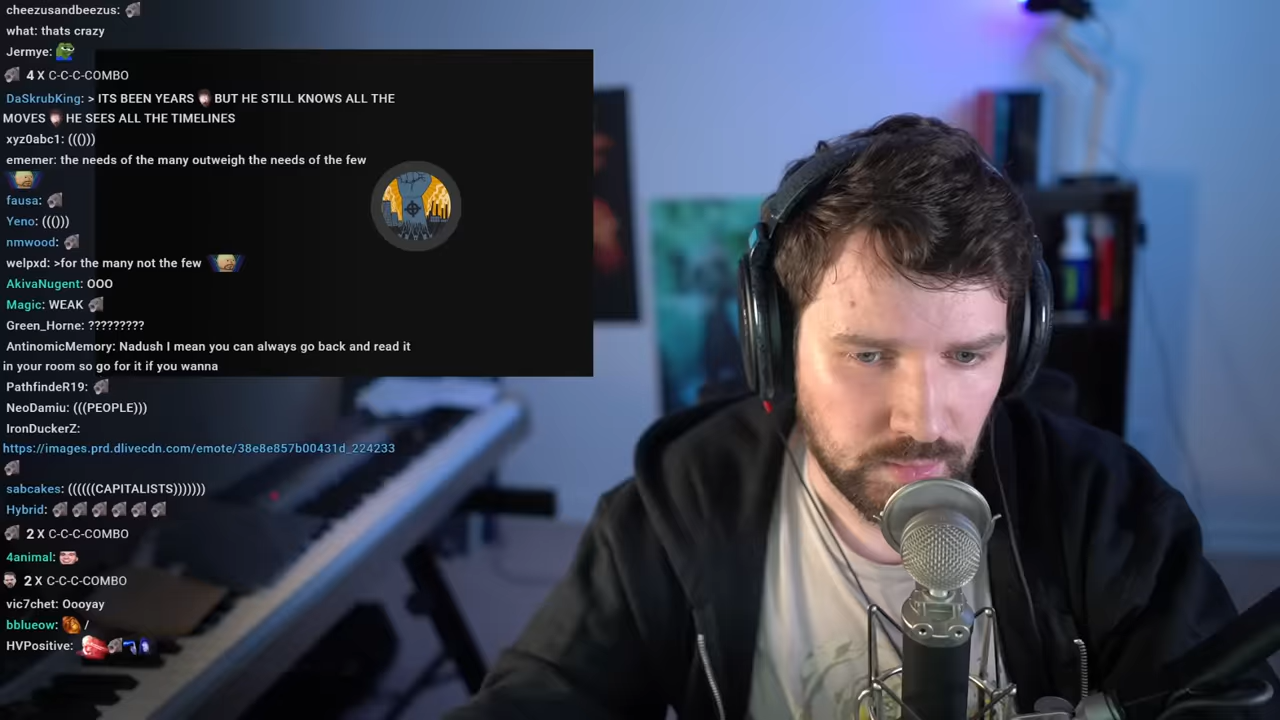 cheezusandbeezus:
what: thats crazy
Jermye:
4 X C-C-C-COMBO
DaSkrubKing: > ITS BEEN YEARS BUT HE STILL KNOWS ALL THE
MOVES HE SEES ALL THE TIMELINES
xyz0abc1: ((()))
ememer: the needs of the many outweigh the needs of the few
fausa:
Yeno: ((()))
nmwood:
welpxd: >for the many not the few
AkivaNugent: OOO
Magic: WEAK
Green_Horne: ?????????
AntinomicMemory: Nadush I mean you can always go back and read it
in your room so go for it if you wanna
PathfindeR19:
NeoDamiu: (((PEOPLE)))
IronDuckerZ:
https://images.prd.dlivecdn.com/emote/38e8e857b00431d_224233
sabcakes: ((((((CAPITALISTS)))))))
Hybrid:
2 X C-C-C-COMBO
4animal:
2 X C-C-C-COMBO
vic7chet: Oooyay
bblueow: /
HVPositive: